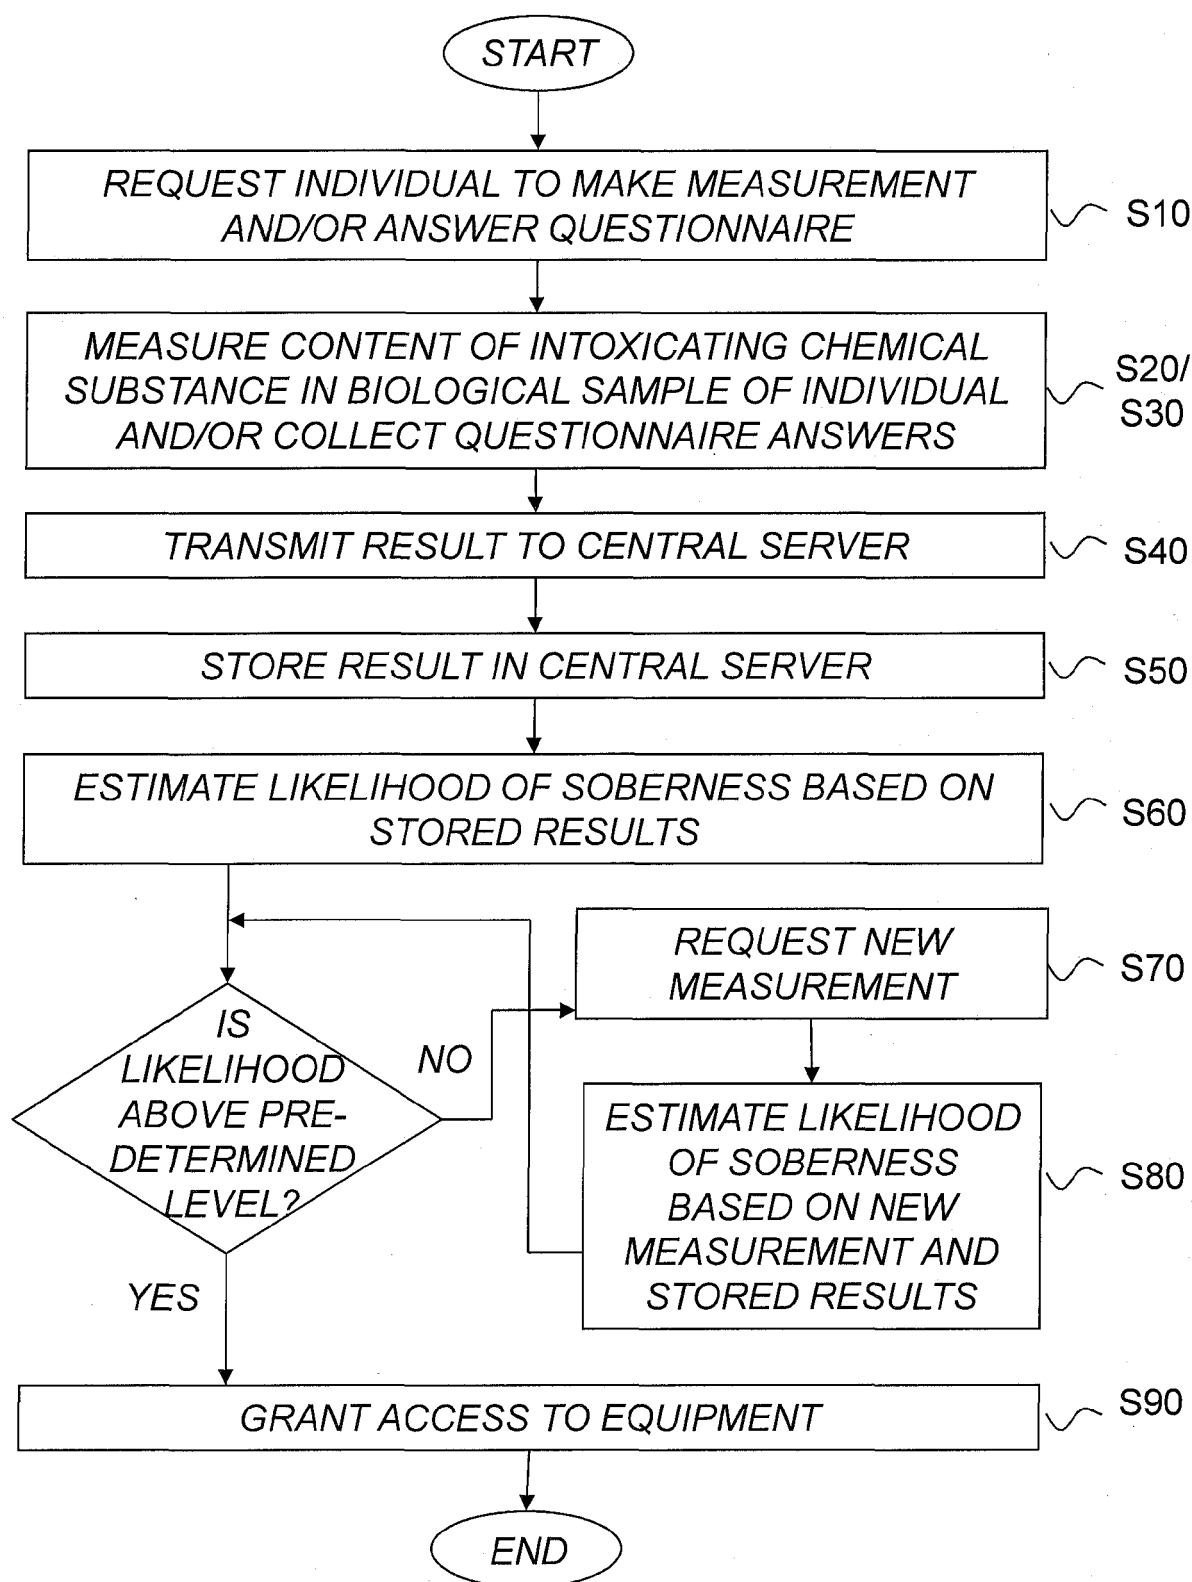 START
REQUEST INDIVIDUAL TO MAKE MEASUREMENT
AND/OR ANSWER QUESTIONNAIRE
S10
MEASURE CONTENT OF INTOXICATING CHEMICAL
SUBSTANCE IN BIOLOGICAL SAMPLE OF INDIVIDUAL
AND/OR COLLECT QUESTIONNAIRE ANSWERS
S20/
S30
TRANSMIT RESULT TO CENTRAL SERVER
S40
STORE RESULT IN CENTRAL SERVER
S50
ESTIMATE LIKELIHOOD OF SOBERNESS BASED ON
STORED RESULTS
S60
REQUEST NEW
MEASUREMENT
S70
IS
LIKELIHOOD
ABOVE PRE-
DETERMINED
LEVEL?
NO
ESTIMATE LIKELIHOOD
OF SOBERNESS
BASED ON NEW
MEASUREMENT AND
STORED RESULTS
S80
YES
GRANT ACCESS TO EQUIPMENT
S90
END